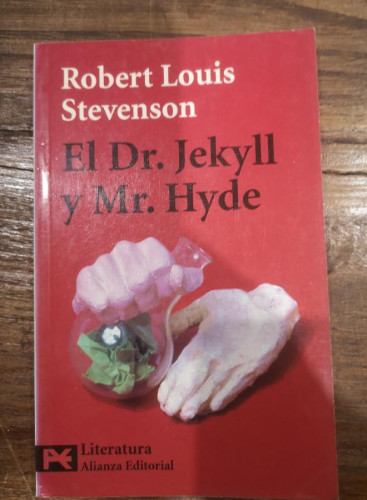 Robert Louis
Stevenson
El Dr. Jekyll
y Mr. Hyde
Literatura
Alianza Editorial